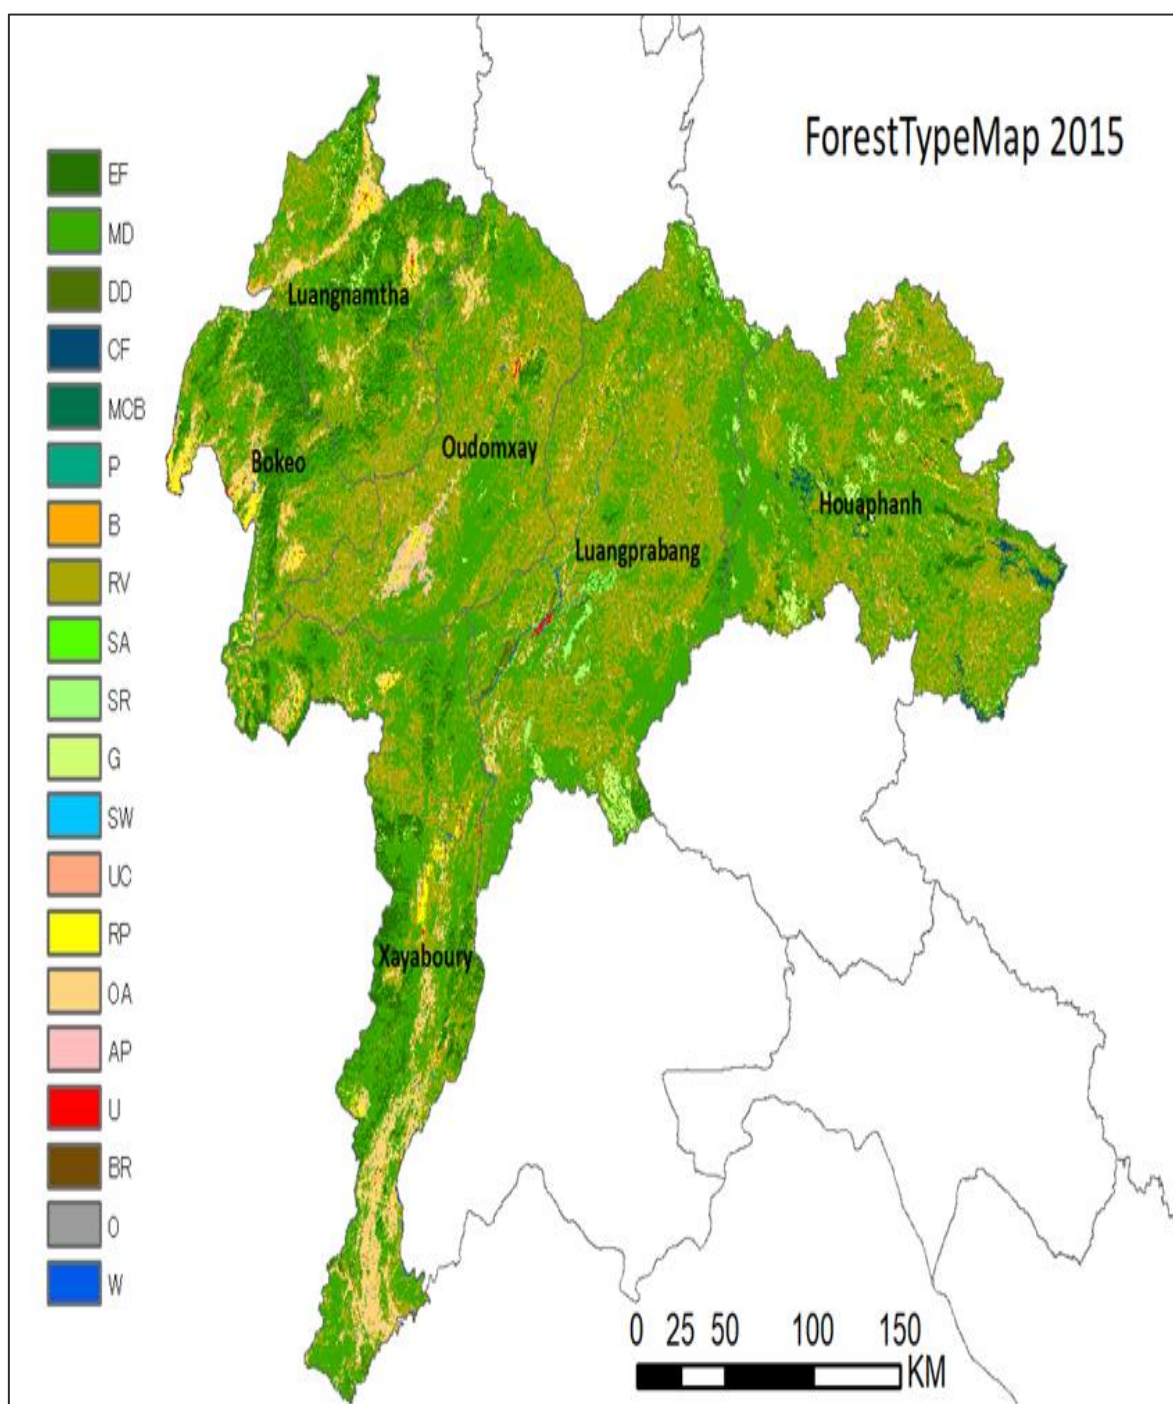 ForestTypeMap 2015
EF
MD
DD
CF
MCB
P
B
RV
SA
SR
G
SW
UC
RP
OA
AP
U
BR
O
W
Luangnamtha
Bokeo
Oudomxay
Houaphanh
Luangprabang
Xayaboury
0 25 50 100 150
KM